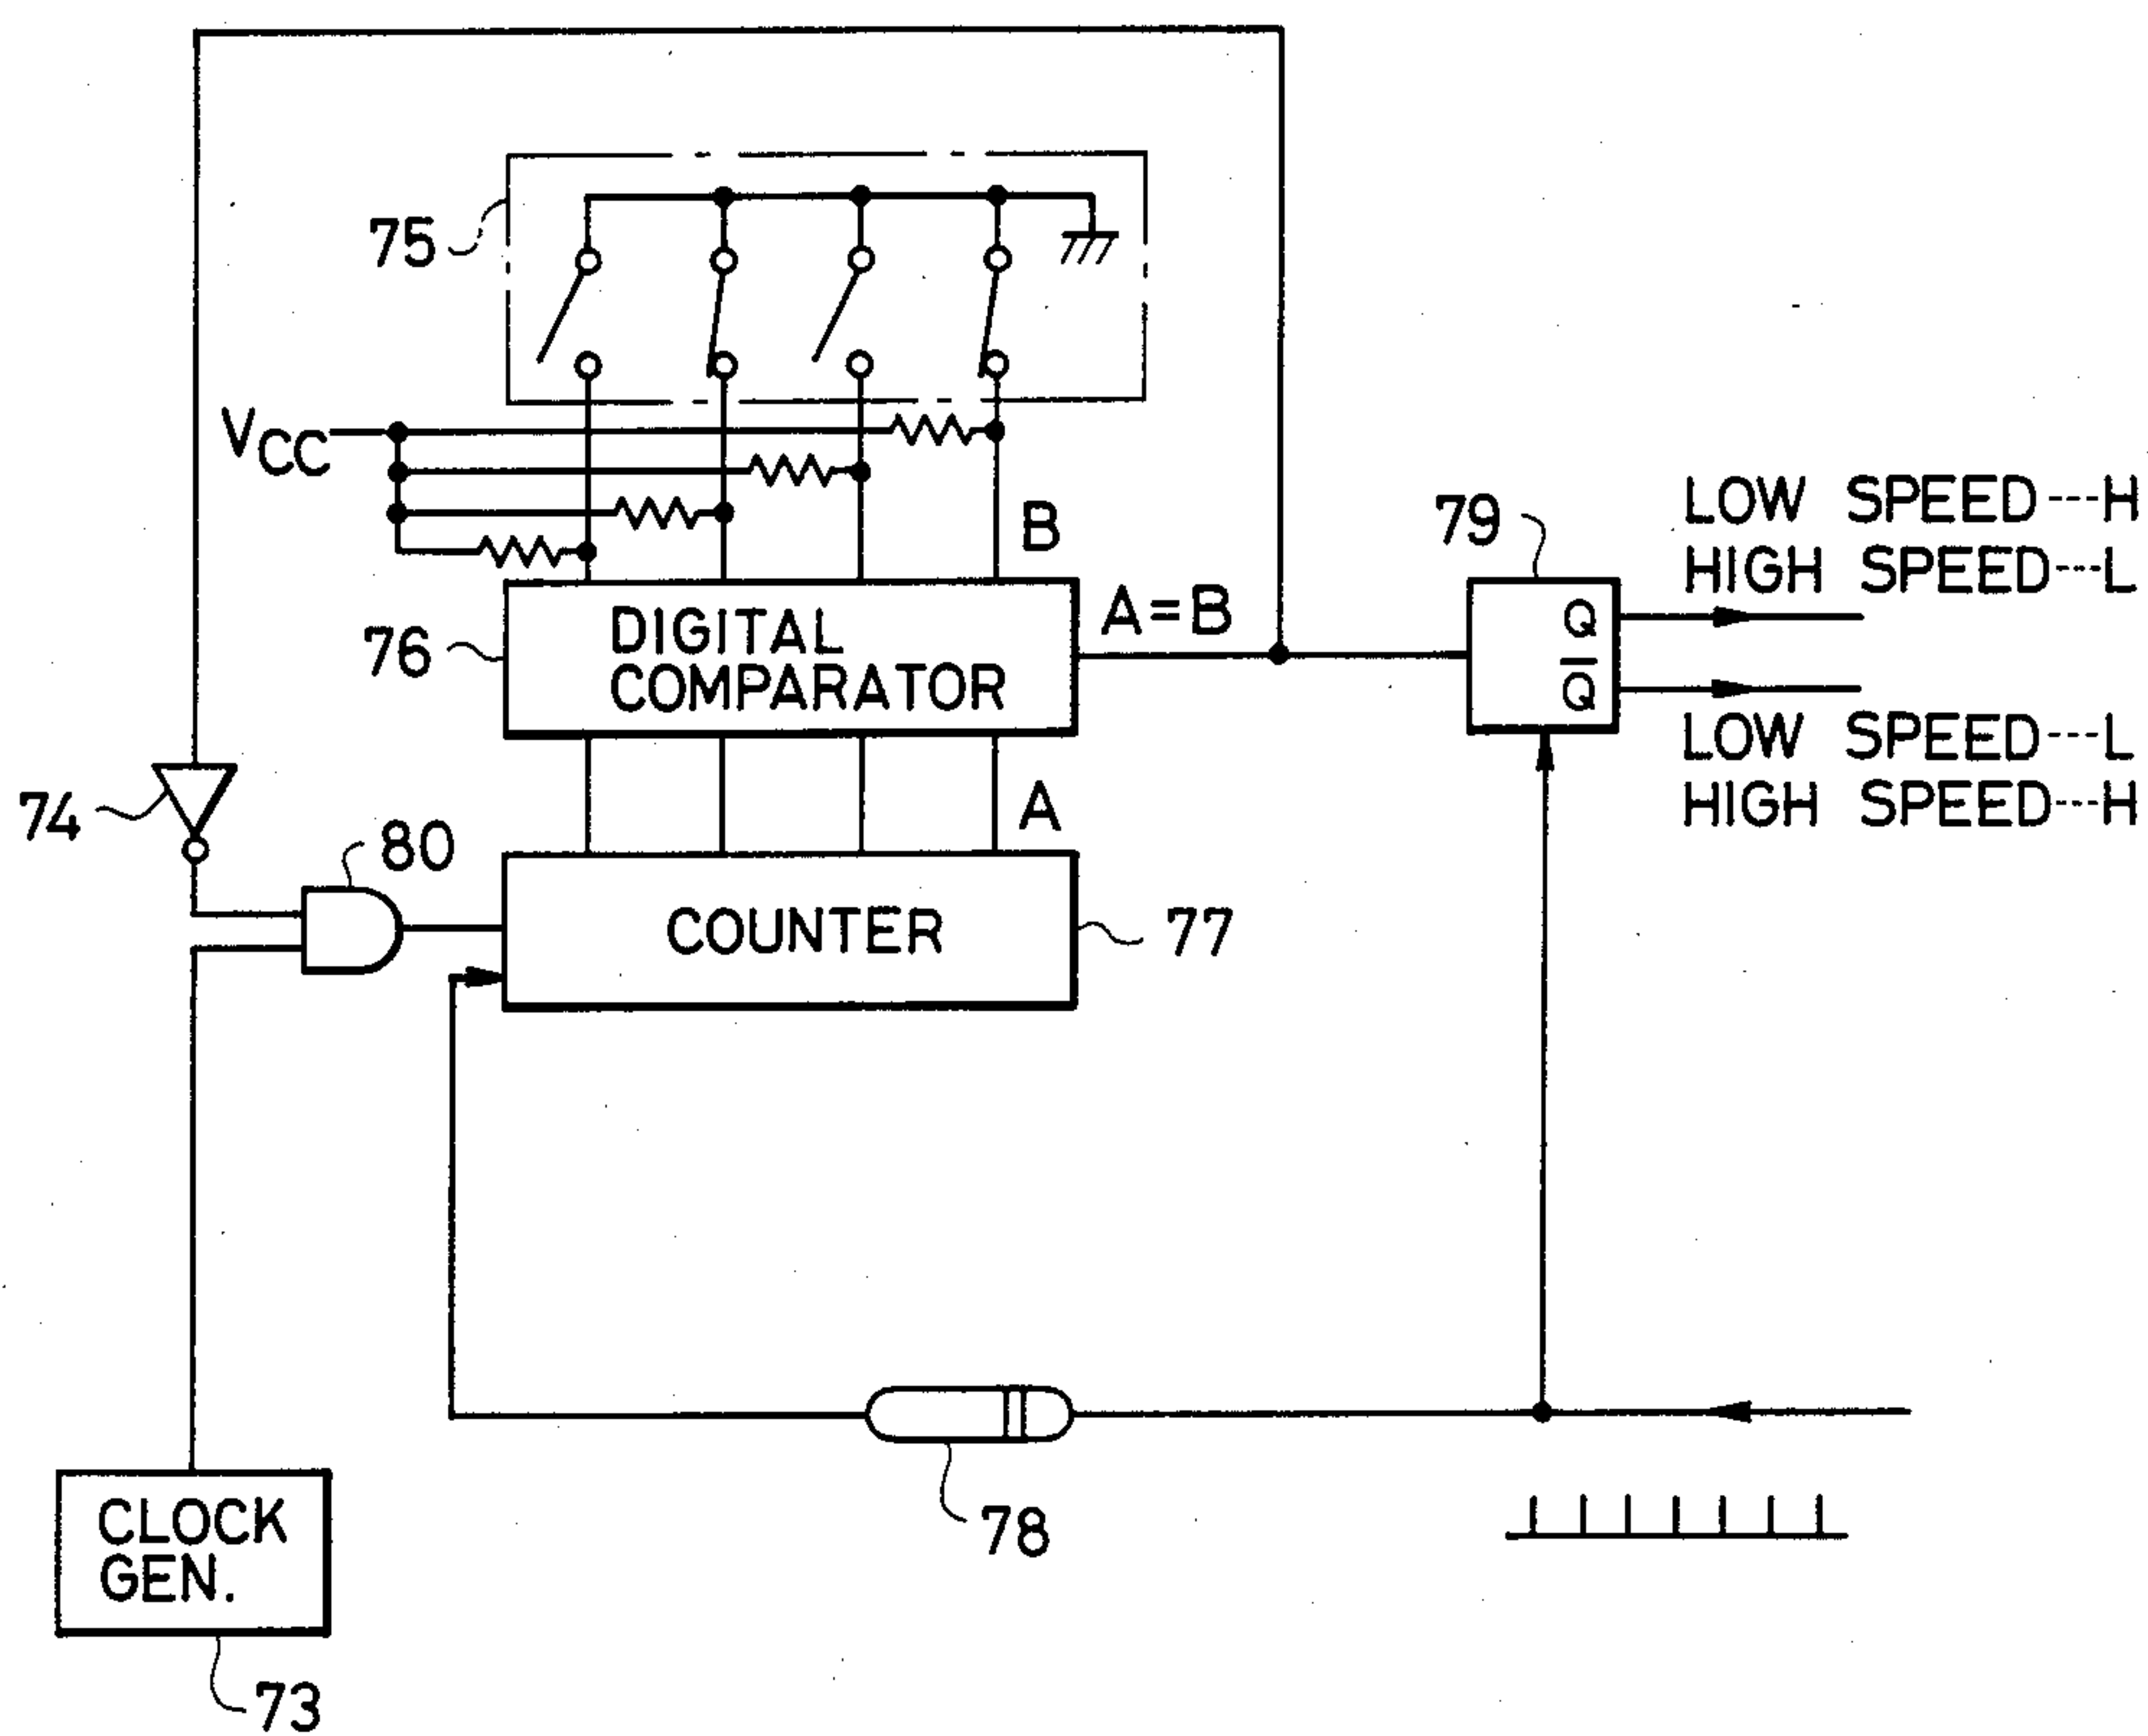 75
VCC
B
79
LOW SPEED---H
HIGH SPEED---L
A=B
Q
Q̅
76
DIGITAL
COMPARATOR
LOW SPEED---L
HIGH SPEED---H
74
80
A
COUNTER
77
78
CLOCK
GEN.
73